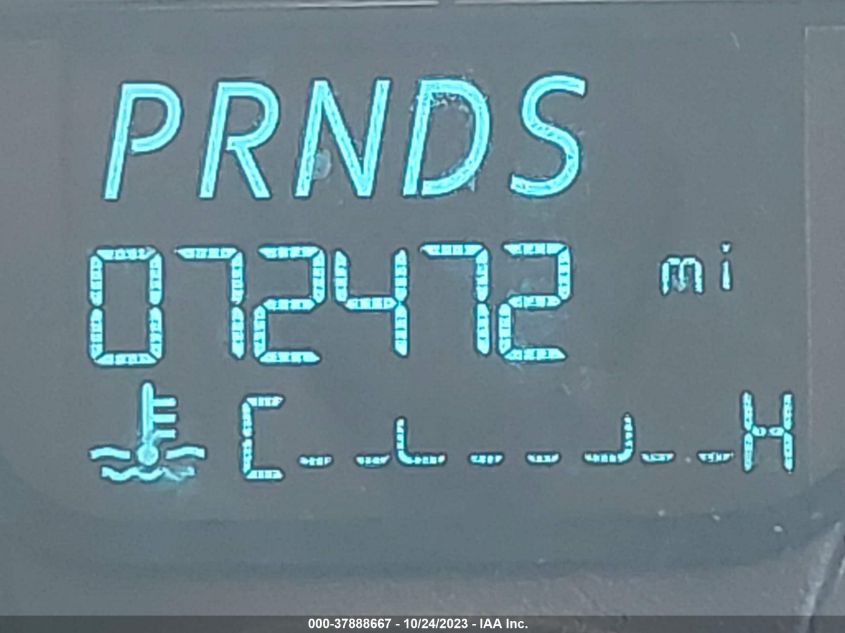 PRNDS
072472 mi
C H
000-37888667 - 10/24/2023 - IAA Inc.